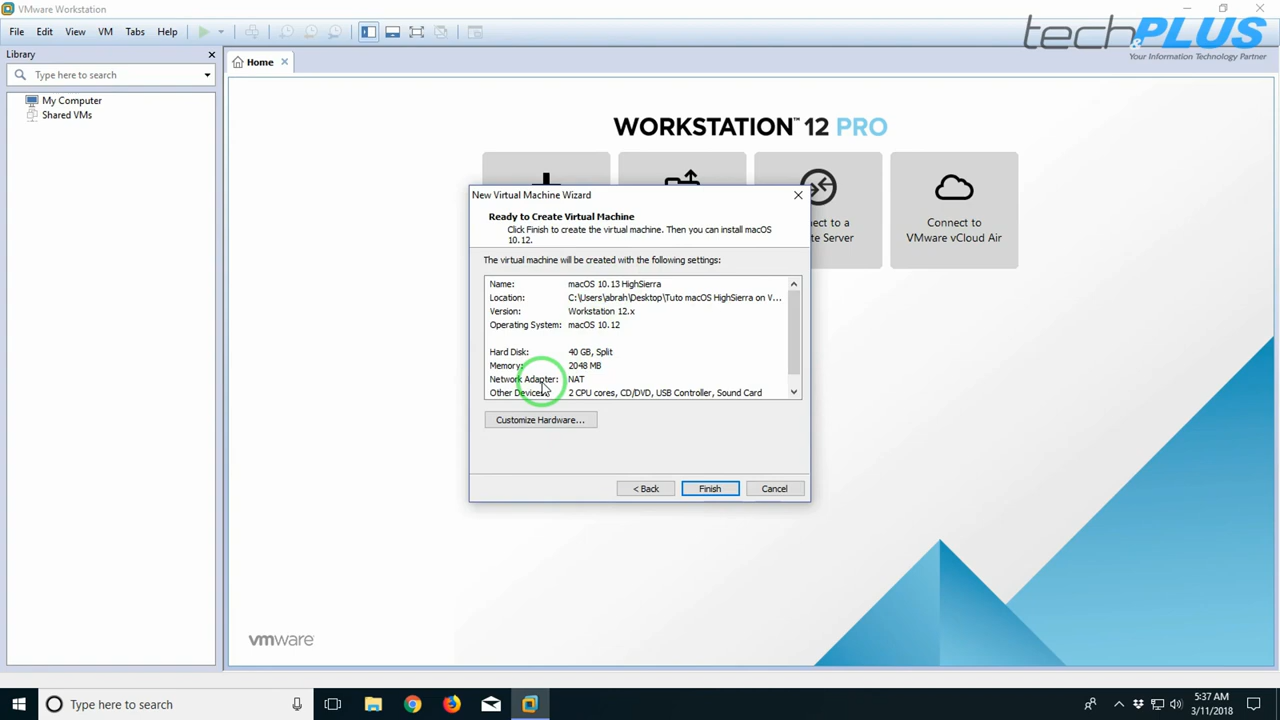 VMware Workstation
File Edit View VM Tabs Help
tech&PLUS
Your Information Technology Partner
Library
Type here to search
My Computer
Shared VMs
Home
WORKSTATION™ 12 PRO
Connect to
VMware vCloud Air
New Virtual Machine Wizard
Ready to Create Virtual Machine
Click Finish to create the virtual machine. Then you can install macOS
10.12.
The virtual machine will be created with the following settings:
Name: macOS 10.13 HighSierra
Location: C:\Users\abrah\Desktop\Tuto macOS HighSierra on V...
Version: Workstation 12.x
Operating System: macOS 10.12
Hard Disk: 40 GB, Split
Memory: 2048 MB
Network Adapter: NAT
Other Devices: 2 CPU cores, CD/DVD, USB Controller, Sound Card
Customize Hardware...
< Back Finish Cancel
vmware
Type here to search
5:37 AM
3/11/2018